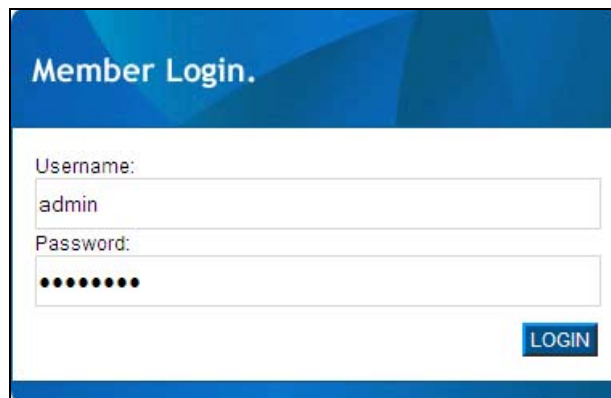 Member Login.
Username:
admin
Password:
••••••••
LOGIN